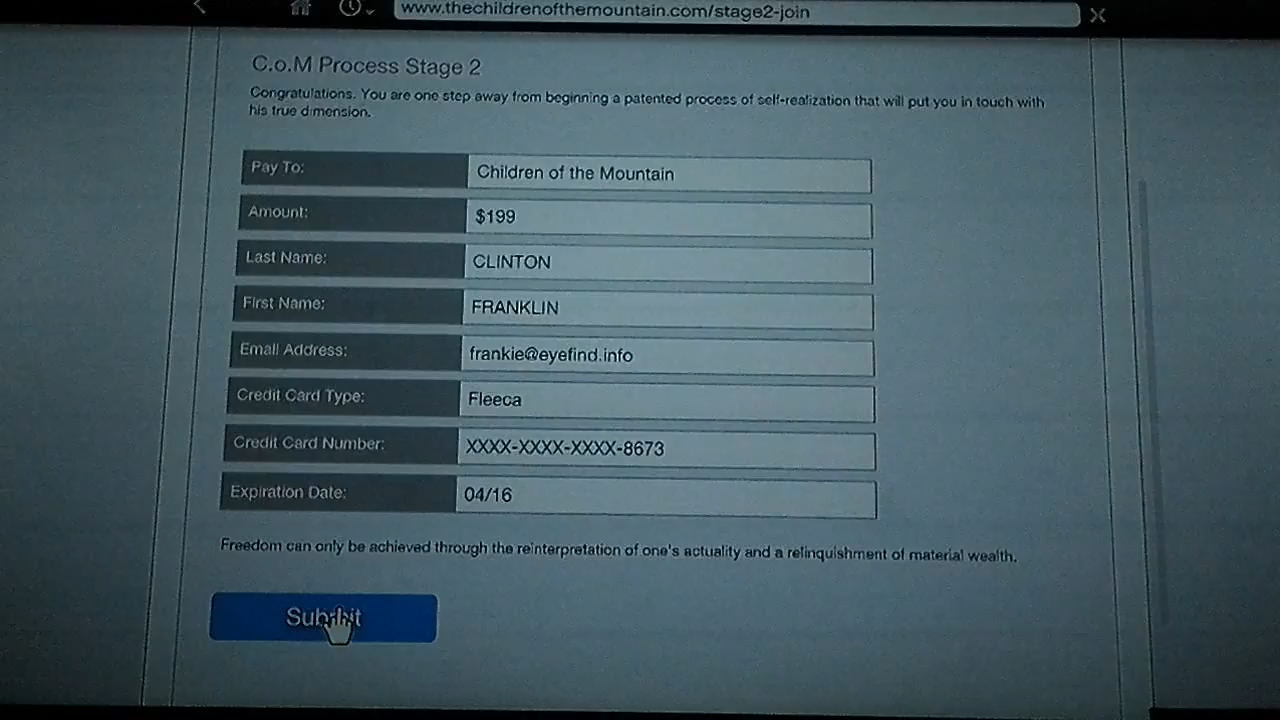 www.thechildrenofthemountain.com/stage2-join
C.o.M Process Stage 2
Congratulations. You are one step away from beginning a patented process of self-realization that will put you in touch with
his true dimension.
Pay To: Children of the Mountain
Amount: $199
Last Name: CLINTON
First Name: FRANKLIN
Email Address: frankie@eyefind.info
Credit Card Type: Fleeca
Credit Card Number: XXXX-XXXX-XXXX-8673
Expiration Date: 04/16
Freedom can only be achieved through the reinterpretation of one's actuality and a relinquishment of material wealth.
Submit